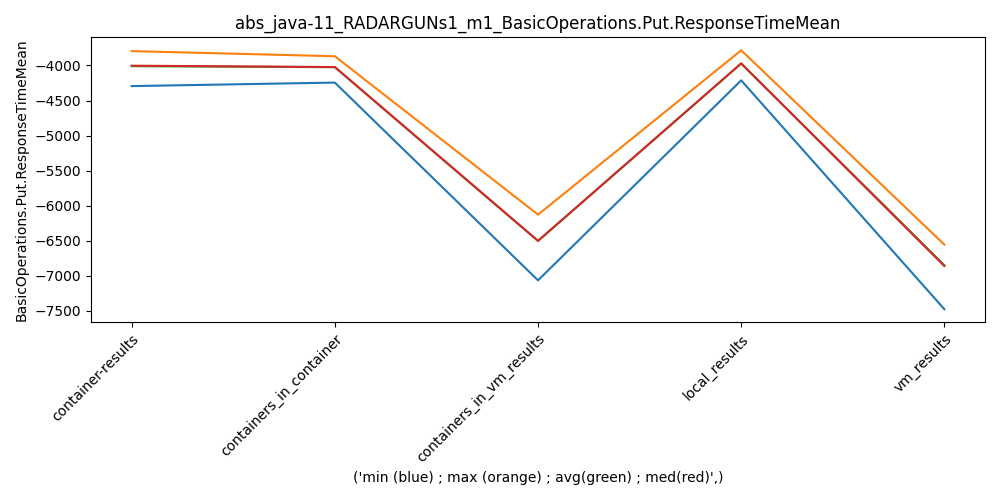 abs_java-11_RADARGUNs1_m1_BasicOperations.Put.ResponseTimeMean
BasicOperations.Put.ResponseTimeMean
−4000
−4500
−5000
−5500
−6000
−6500
−7000
−7500
container-results
containers_in_container
containers_in_vm_results
local_results
vm_results
('min (blue) ; max (orange) ; avg(green) ; med(red)',)